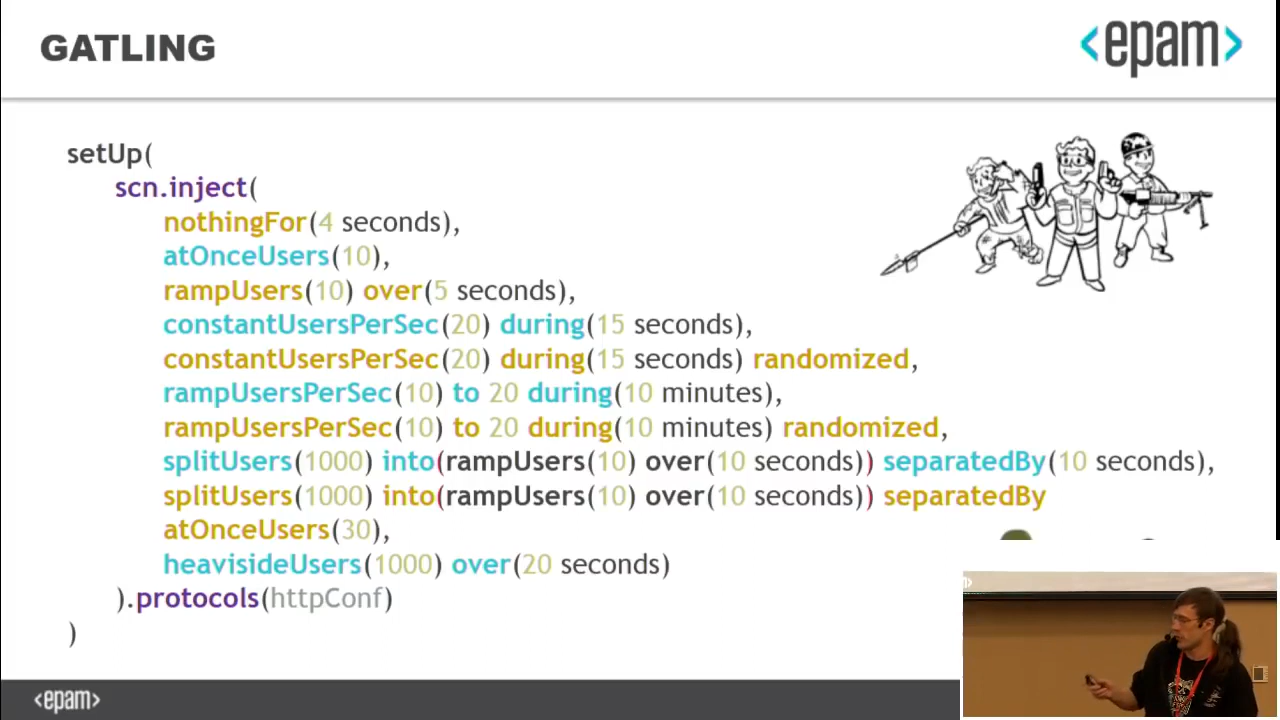 GATLING
<epam>
setUp(
scn.inject(
nothingFor(4 seconds),
atOnceUsers(10),
rampUsers(10) over(5 seconds),
constantUsersPerSec(20) during(15 seconds),
constantUsersPerSec(20) during(15 seconds) randomized,
rampUsersPerSec(10) to 20 during(10 minutes),
rampUsersPerSec(10) to 20 during(10 minutes) randomized,
splitUsers(1000) into(rampUsers(10) over(10 seconds)) separatedBy(10 seconds),
splitUsers(1000) into(rampUsers(10) over(10 seconds)) separatedBy
atOnceUsers(30),
heavisideUsers(1000) over(20 seconds)
).protocols(httpConf)
)
<epam>